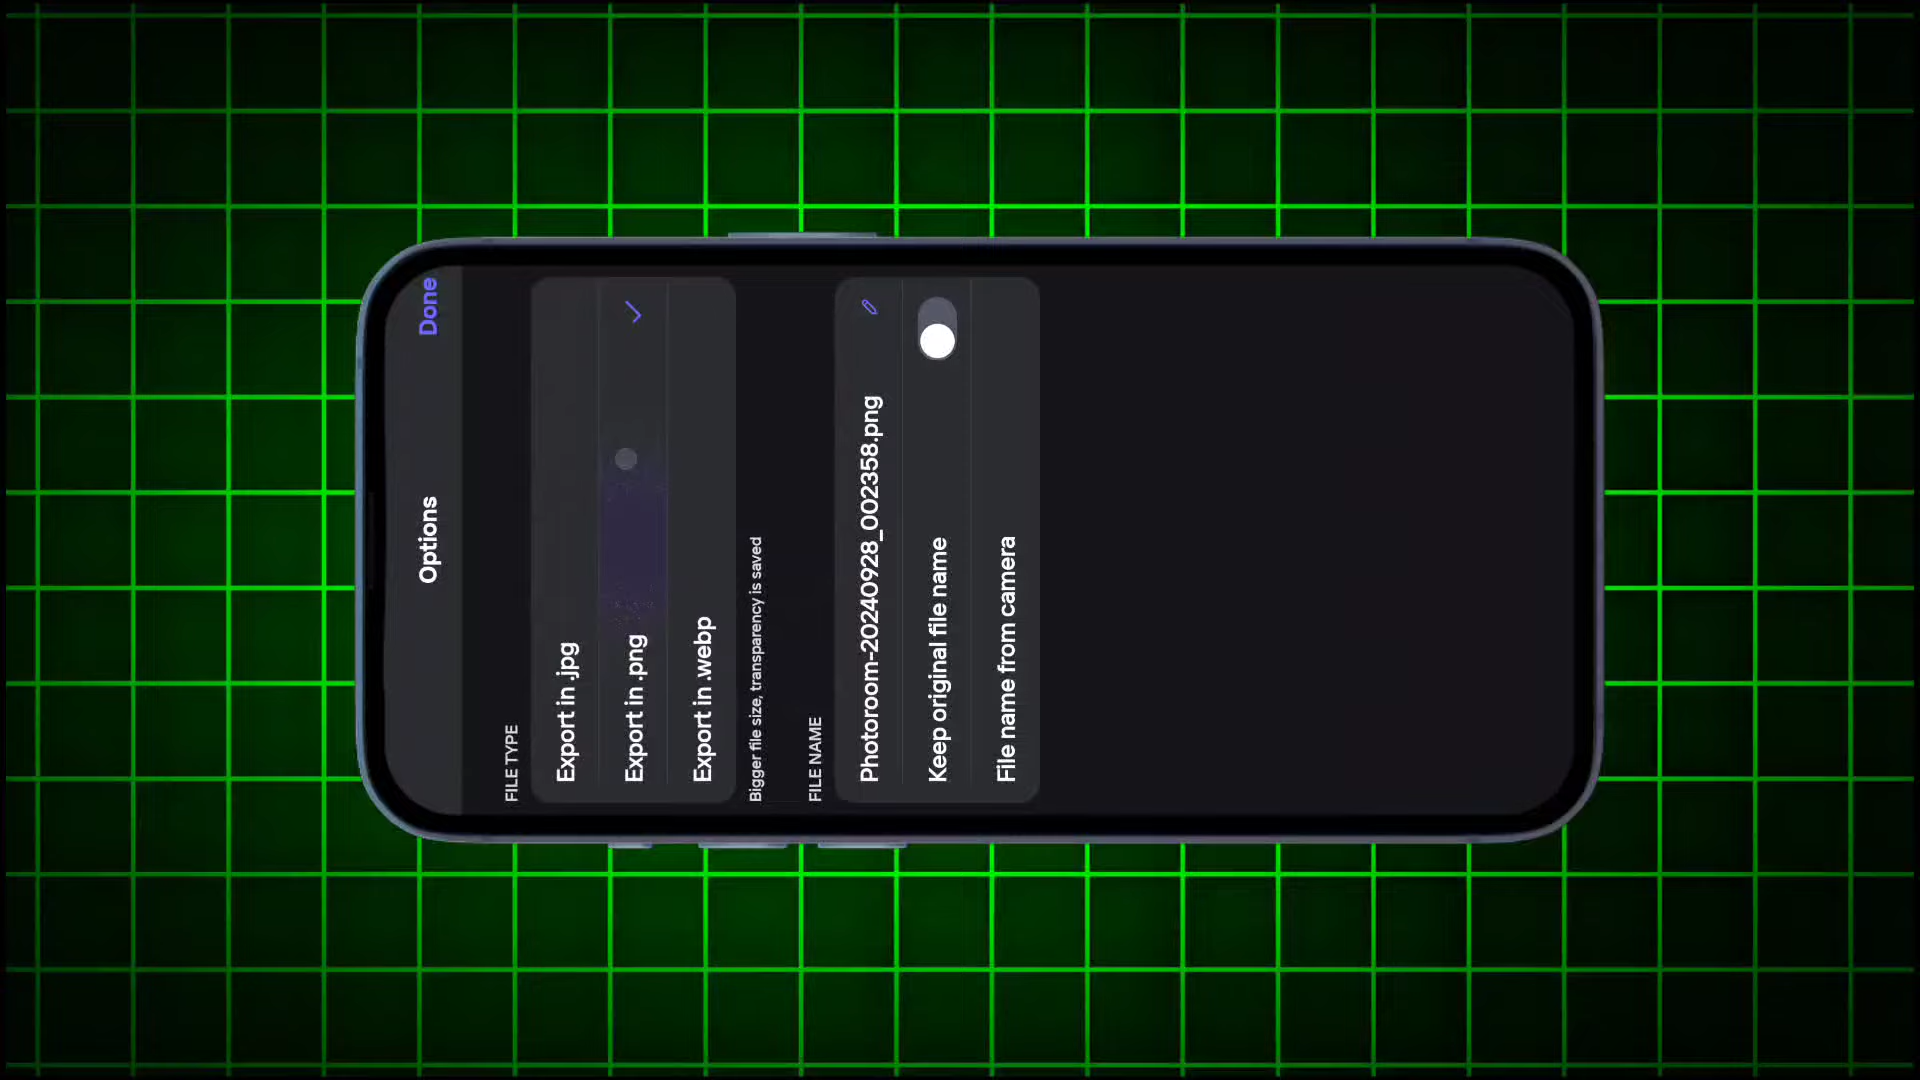 Options
Done
FILE TYPE
Export in .jpg
Export in .png
Export in .webp
Bigger file size, transparency is saved
FILE NAME
Photoroom-20240928_002358.png
Keep original file name
File name from camera